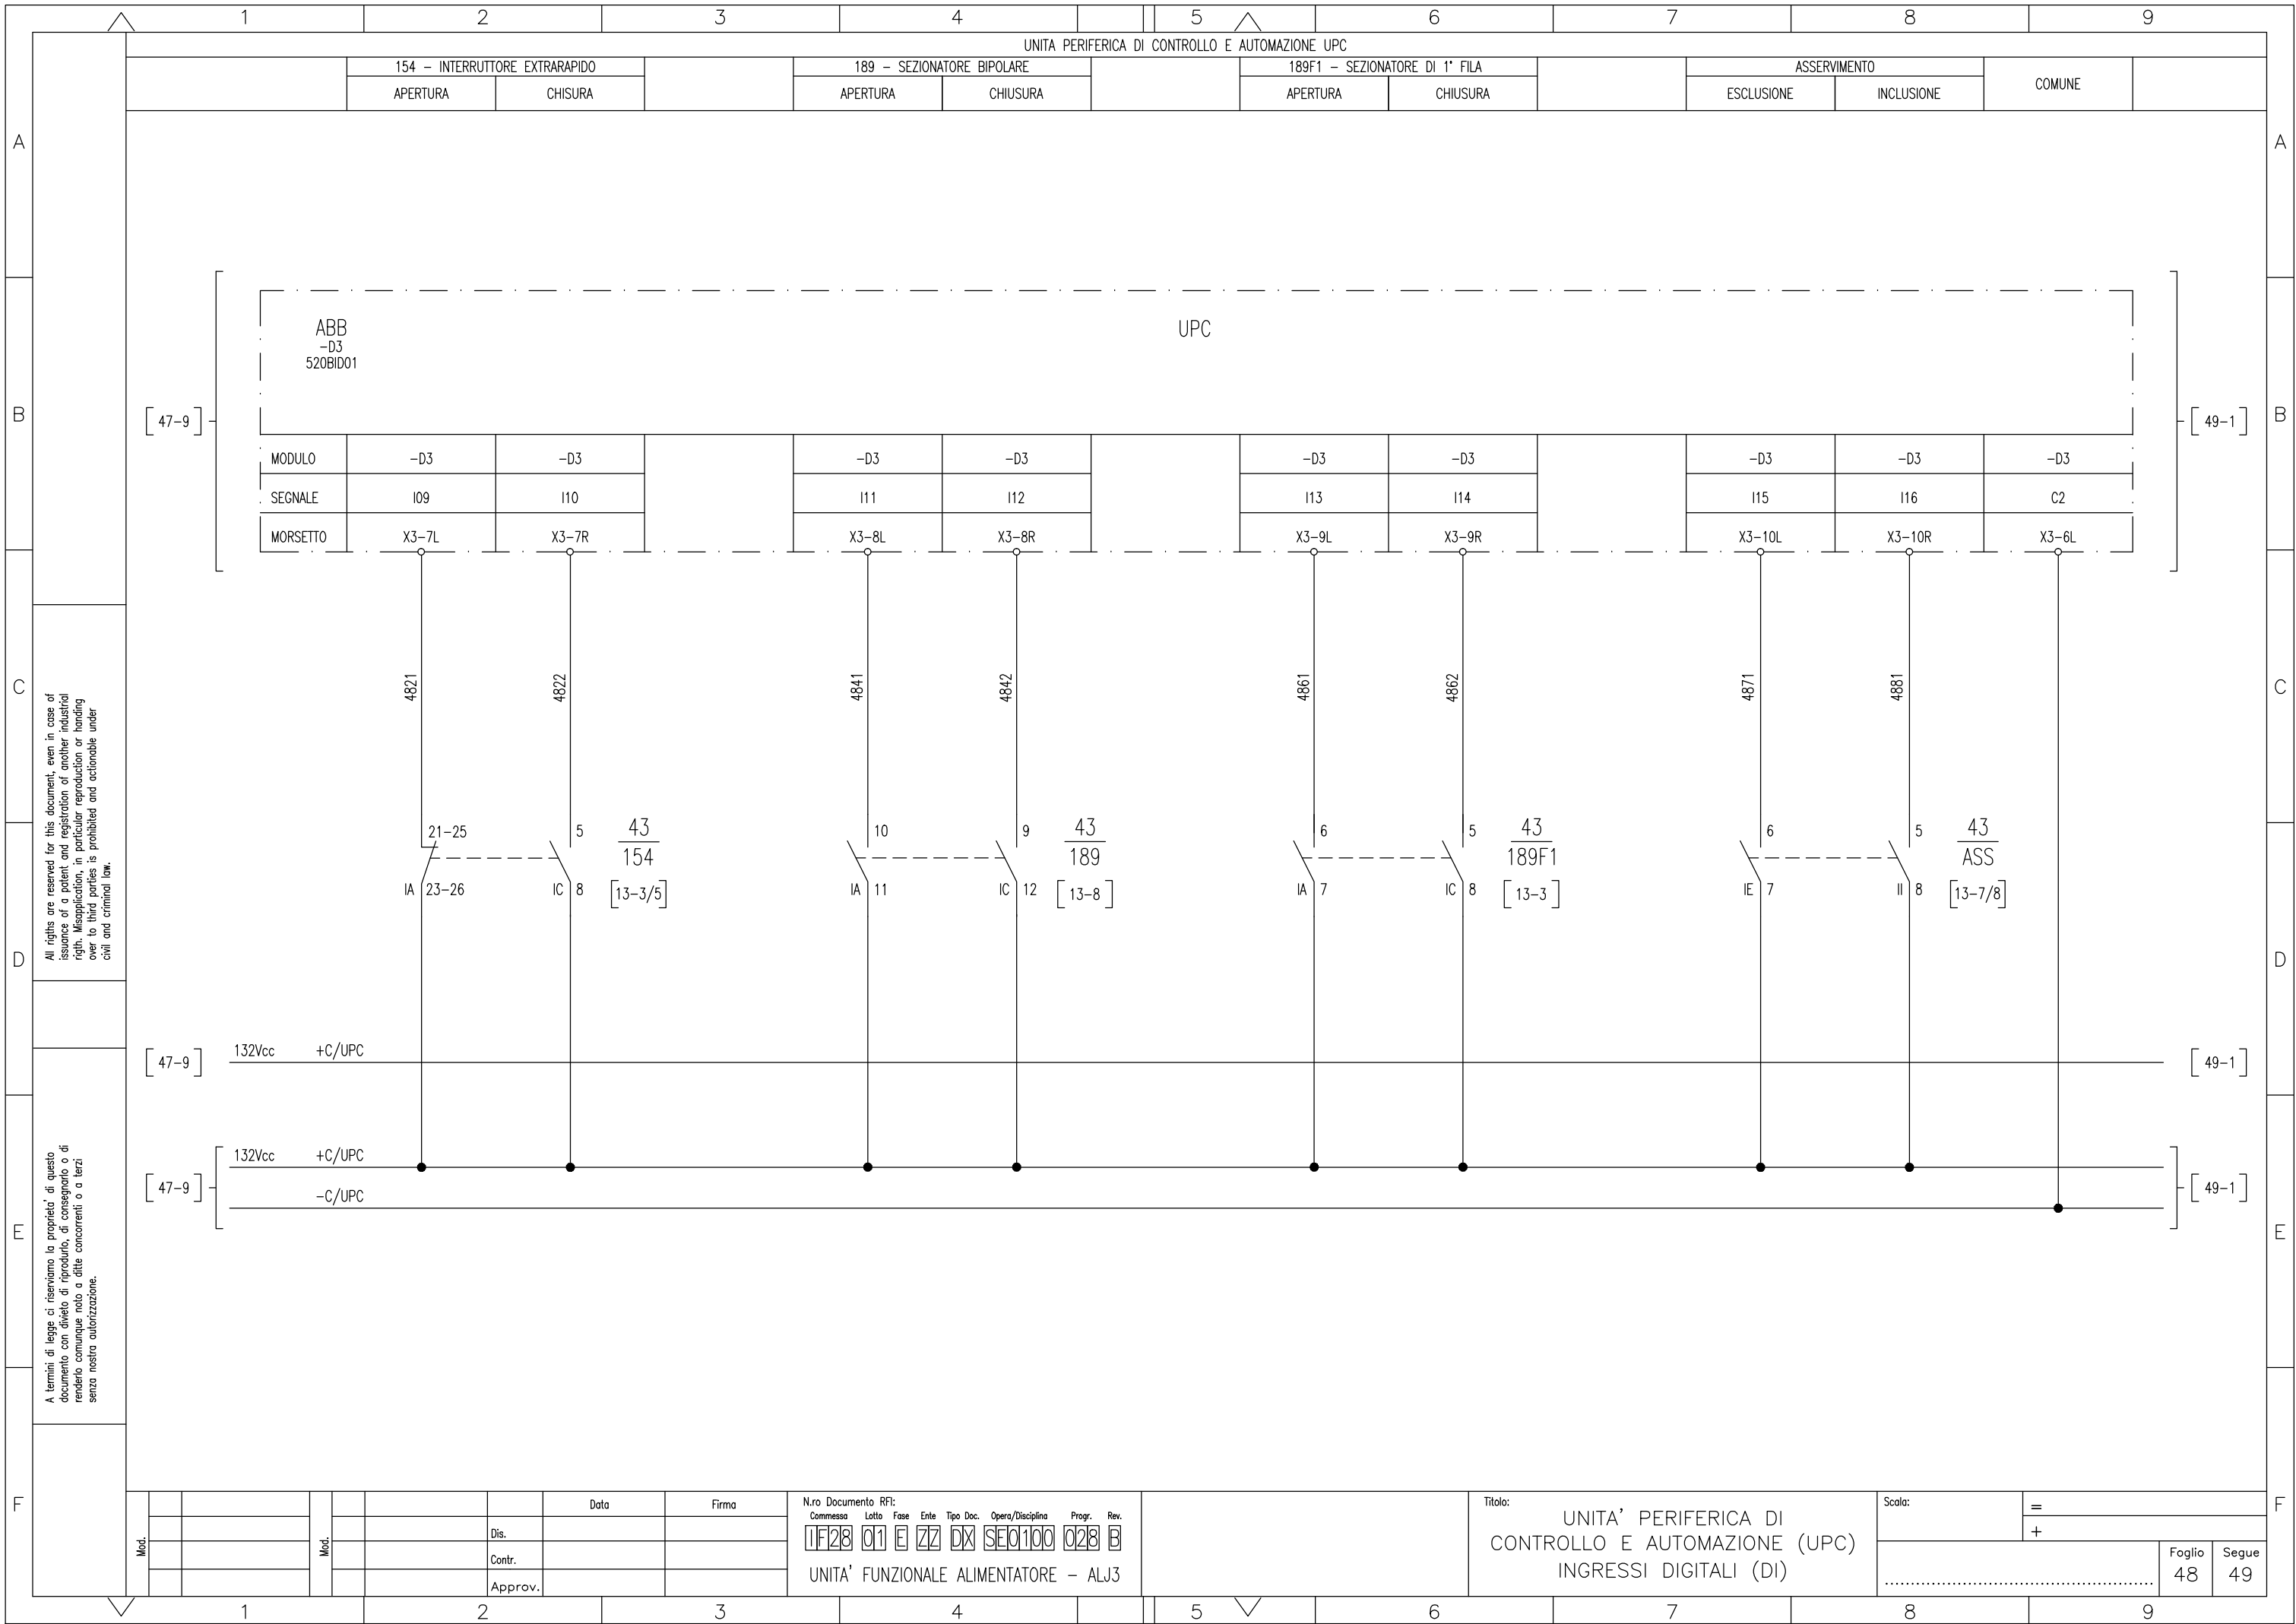 1 2 3 4 5 6 7 8 9
UNITA PERIFERICA DI CONTROLLO E AUTOMAZIONE UPC
154 - INTERRUTTORE EXTRARAPIDO
189 - SEZIONATORE BIPOLARE
189F1 - SEZIONATORE DI 1° FILA
ASSERVIMENTO
COMUNE
APERTURA CHISURA APERTURA CHIUSURA APERTURA CHIUSURA ESCLUSIONE INCLUSIONE
A A
ABB
-D3
520BID01
UPC
B B
47-9 49-1
MODULO -D3 -D3 -D3 -D3 -D3 -D3 -D3 -D3 -D3
SEGNALE I09 I10 I11 I12 I13 I14 I15 I16 C2
MORSETTO X3-7L X3-7R X3-8L X3-8R X3-9L X3-9R X3-10L X3-10R X3-6L
C C
4821 4822 4841 4842 4861 4862 4871 4881
21-25 5 43 10 9 43 6 5 43 6 5 43
154 189 189F1 ASS
IA 23-26 IC 8 13-3/5 IA 11 IC 12 13-8 IA 7 IC 8 13-3 IE 7 II 8 13-7/8
D D
47-9 132Vcc +C/UPC 49-1
132Vcc +C/UPC
47-9 49-1
-C/UPC
E E
All rigths are reserved for this document, even in case of
issuance of a patent and registration of another industrial
rigth. Misapplication, in particular reproduction or handing
over to third parties is prohibited and actionable under
civil and criminal law.
A termini di legge ci riserviamo la proprieta' di questo
documento con divieto di riprodurlo, di consegnarlo o di
renderlo comunque noto a ditte concorrenti o a terzi
senza nostra autorizzazione.
F F
Mod. Mod.
Data Firma
Dis.
Contr.
Approv.
N.ro Documento RFI:
Commessa Lotto Fase Ente Tipo Doc. Opera/Disciplina Progr. Rev.
IF28 01 E ZZ DX SE0100 028 B
UNITA' FUNZIONALE ALIMENTATORE - ALJ3
Titolo:
UNITA' PERIFERICA DI
CONTROLLO E AUTOMAZIONE (UPC)
INGRESSI DIGITALI (DI)
Scala:
=
+
Foglio Segue
48 49
1 2 3 4 5 6 7 8 9